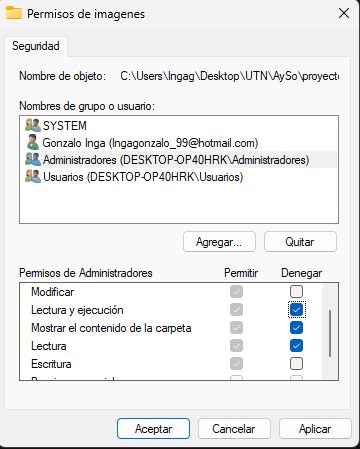 Permisos de imagenes
Seguridad
Nombre de objeto: C:\Users\Ingag\Desktop\UTN\AySo\proyecto
Nombres de grupo o usuario:
SYSTEM
Gonzalo Inga (Ingagonzalo_99@hotmail.com)
Administradores (DESKTOP-OP40HRK\Administradores)
Usuarios (DESKTOP-OP40HRK\Usuarios)
Agregar... Quitar
Permisos de Administradores Permitir Denegar
Modificar
Lectura y ejecución
Mostrar el contenido de la carpeta
Lectura
Escritura
Aceptar Cancelar Aplicar